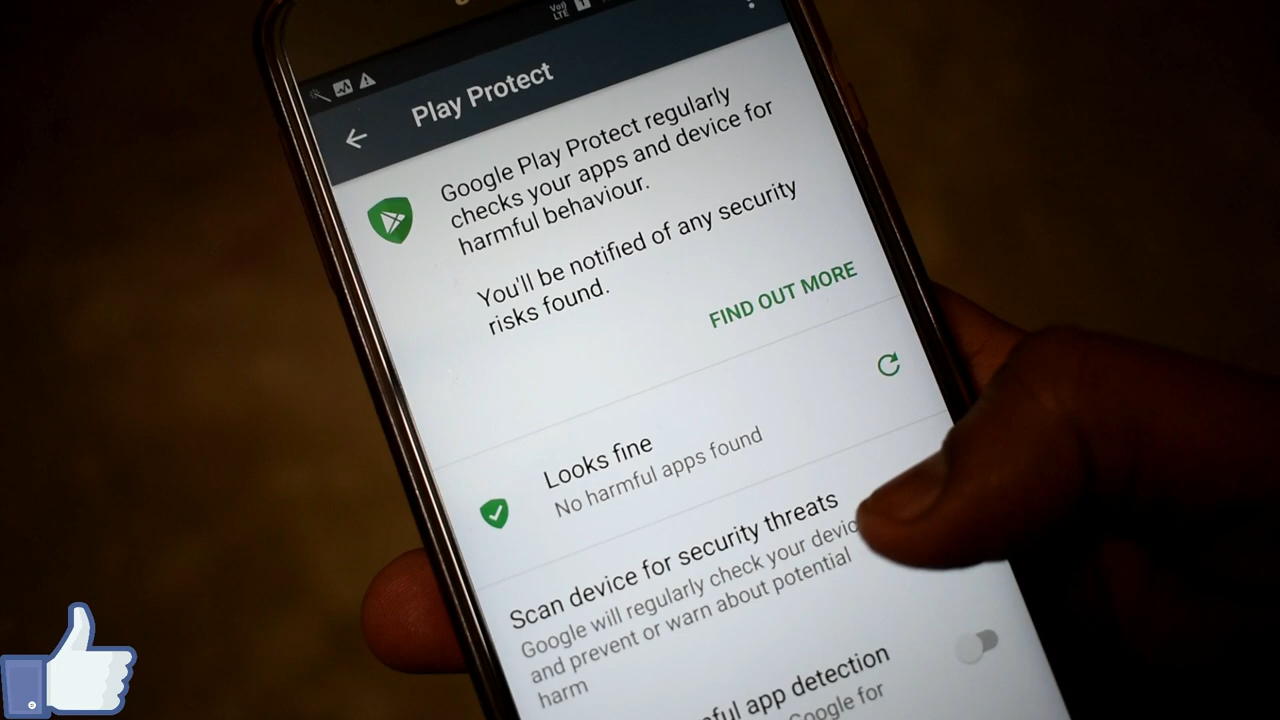 VoI)
LTE
Play Protect
Google Play Protect regularly
checks your apps and device for
harmful behaviour.
You'll be notified of any security
risks found.
FIND OUT MORE
Looks fine
No harmful apps found
Scan device for security threats
Google will regularly check your
and prevent or warn about potential
harm
app detection
Google for